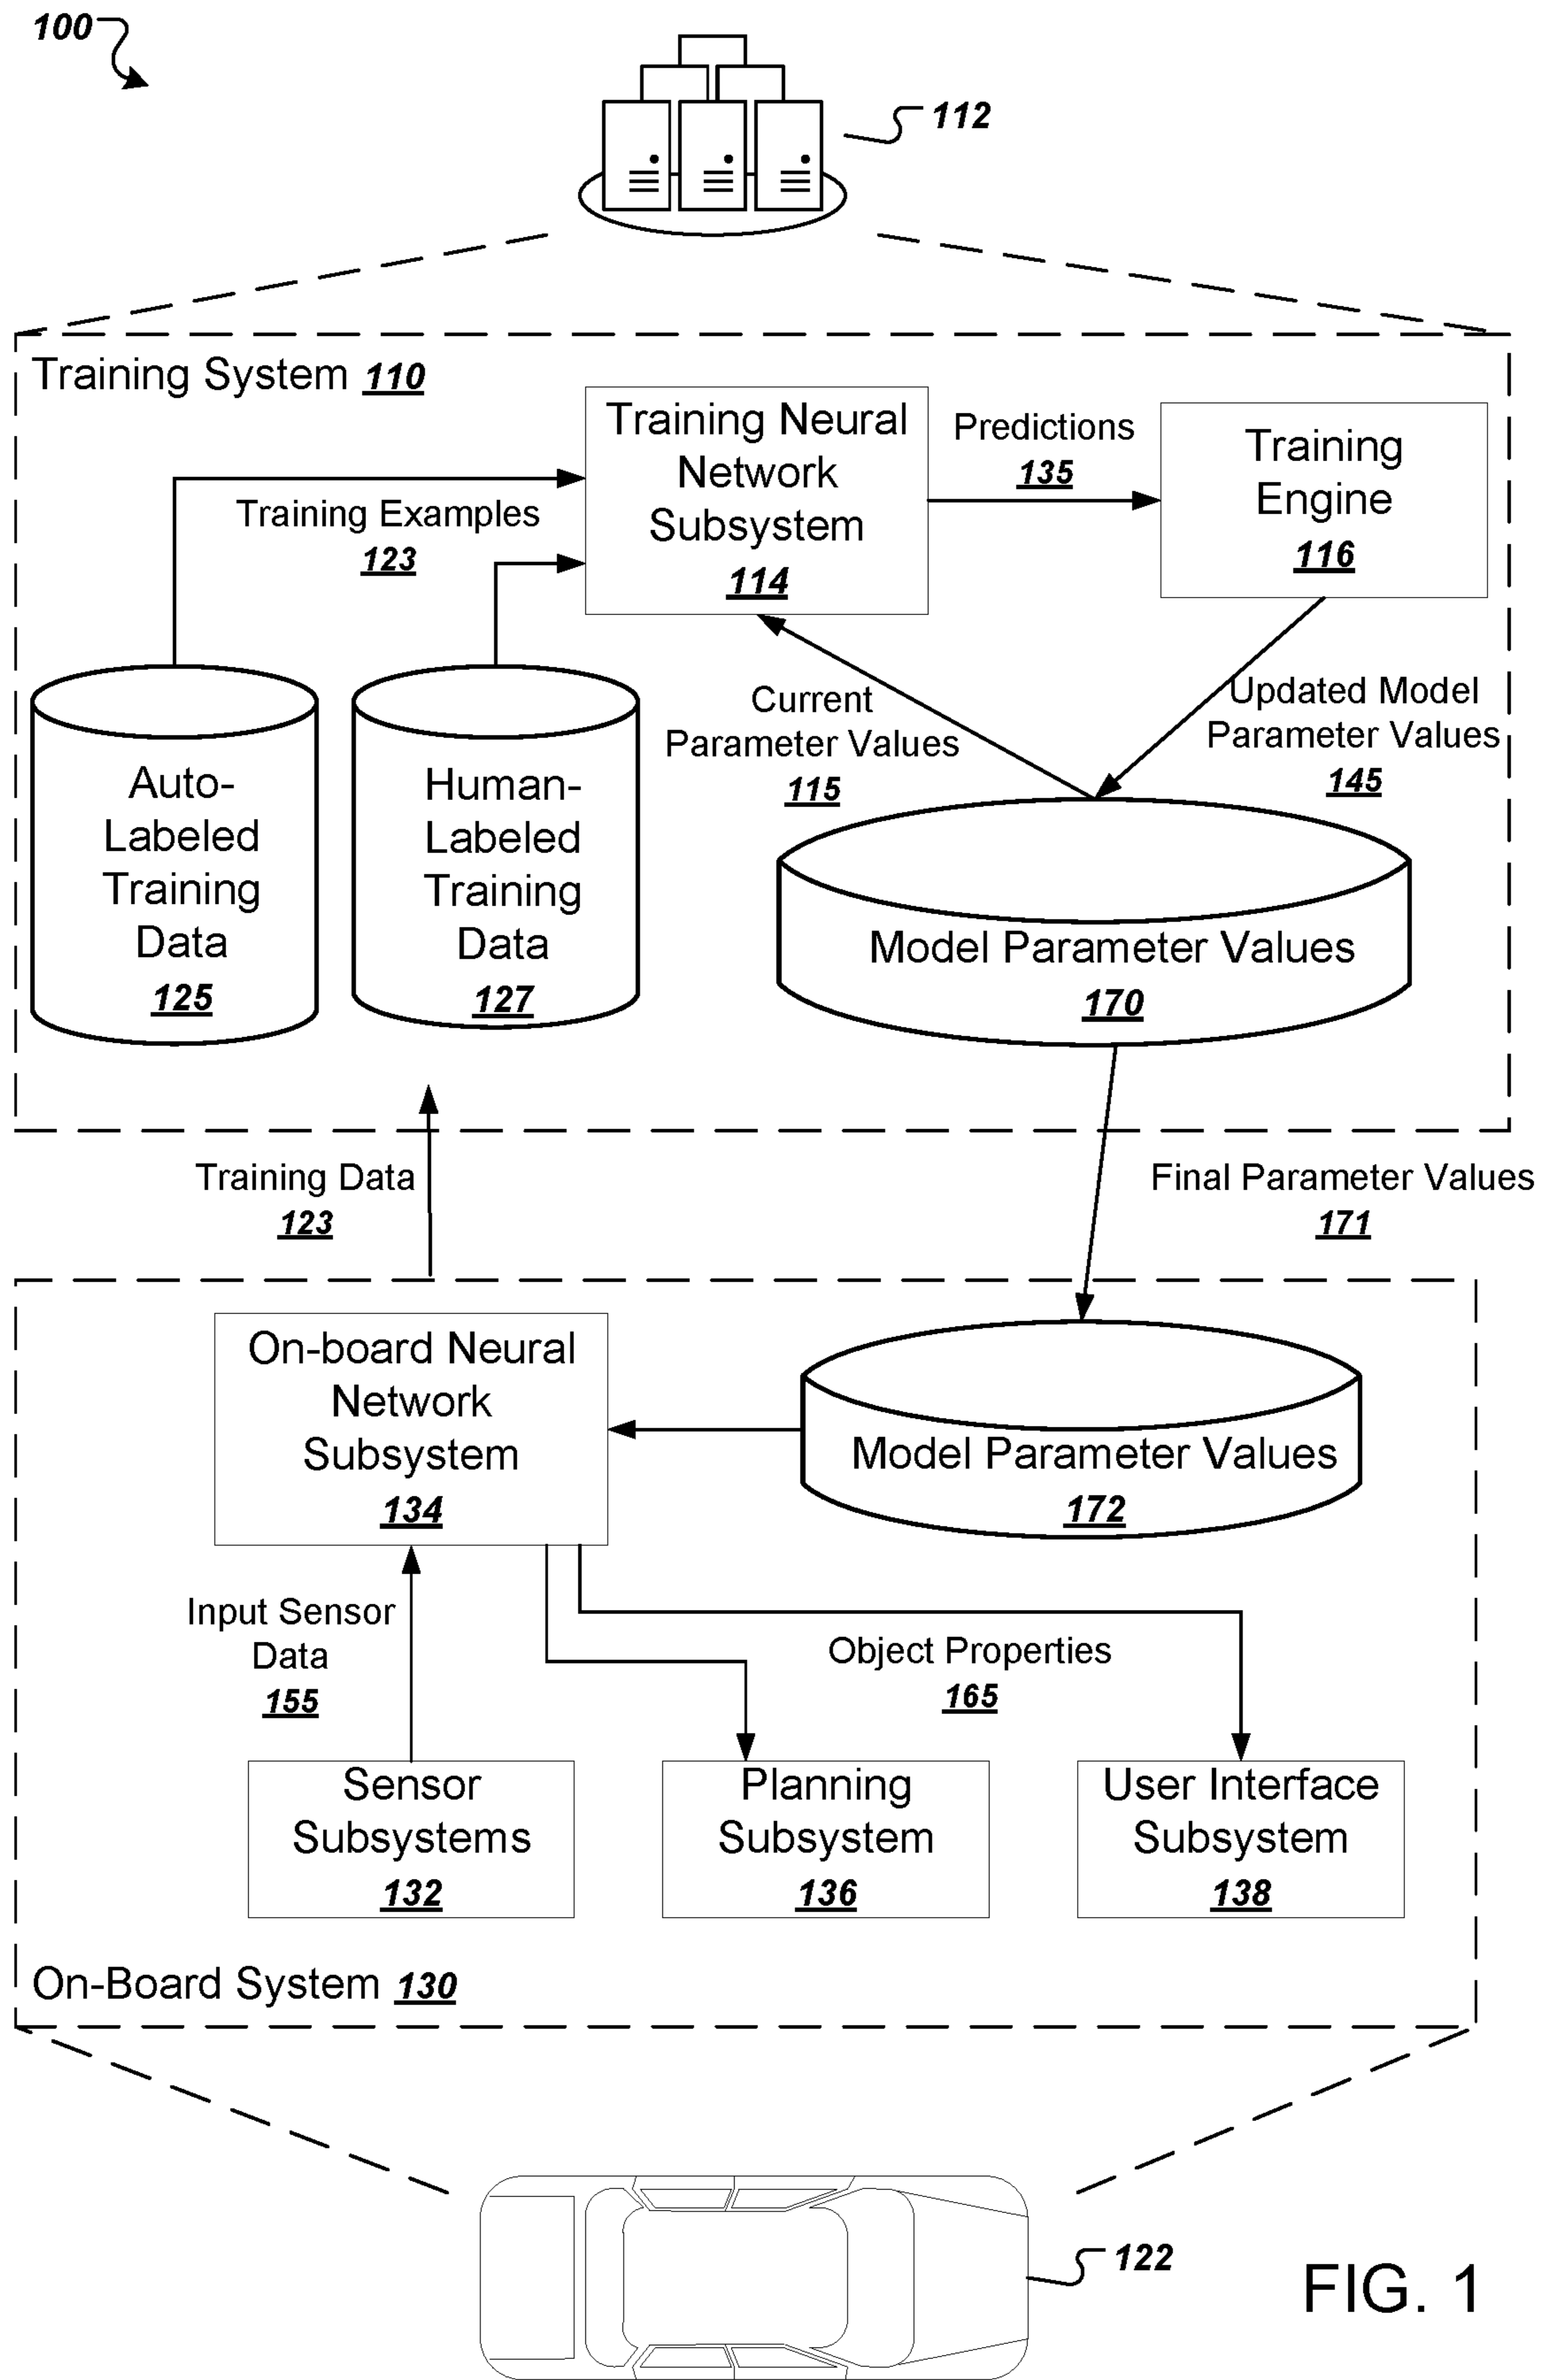 100
112
Training System 110
Training Neural
Network
Subsystem
114
Predictions
135
Training
Engine
116
Training Examples
123
Current
Parameter Values
115
Updated Model
Parameter Values
145
Auto-
Labeled
Training
Data
125
Human-
Labeled
Training
Data
127
Model Parameter Values
170
Training Data
123
Final Parameter Values
171
On-board Neural
Network
Subsystem
134
Model Parameter Values
172
Input Sensor
Data
155
Object Properties
165
Sensor
Subsystems
132
Planning
Subsystem
136
User Interface
Subsystem
138
On-Board System 130
122
FIG. 1